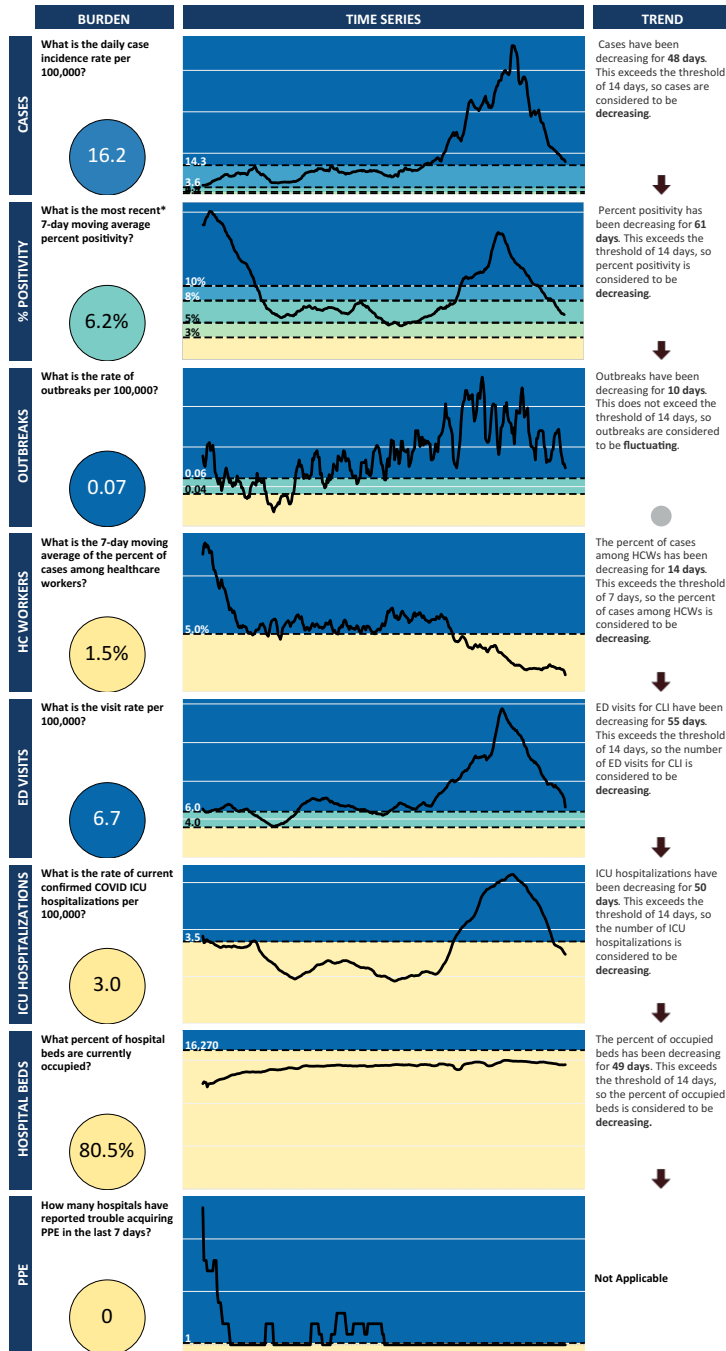 BURDEN
TIME SERIES
TREND
CASES
What is the daily case
incidence rate per
100,000?
16.2
14.3
3.6
Cases have been
decreasing for 48 days.
This exceeds the threshold
of 14 days, so cases are
considered to be
decreasing.
% POSITIVITY
What is the most recent*
7-day moving average
percent positivity?
6.2%
10%
8%
5%
3%
Percent positivity has
been decreasing for 61
days. This exceeds the
threshold of 14 days, so
percent positivity is
considered to be
decreasing.
OUTBREAKS
What is the rate of
outbreaks per 100,000?
0.07
0.06
0.04
Outbreaks have been
decreasing for 10 days.
This does not exceed the
threshold of 14 days, so
outbreaks are considered
to be fluctuating.
HC WORKERS
What is the 7-day moving
average of the percent of
cases among healthcare
workers?
1.5%
5.0%
The percent of cases
among HCWs has been
decreasing for 14 days.
This exceeds the threshold
of 7 days, so the percent
of cases among HCWs is
considered to be
decreasing.
ED VISITS
What is the visit rate per
100,000?
6.7
6.0
4.0
ED visits for CLI have been
decreasing for 55 days.
This exceeds the threshold
of 14 days, so the number
of ED visits for CLI is
considered to be
decreasing.
ICU HOSPITALIZATIONS
What is the rate of current
confirmed COVID ICU
hospitalizations per
100,000?
3.0
3.5
ICU hospitalizations have
been decreasing for 50
days. This exceeds the
threshold of 14 days, so
the number of ICU
hospitalizations is
considered to be
decreasing.
HOSPITAL BEDS
What percent of hospital
beds are currently
occupied?
80.5%
16,270
The percent of occupied
beds has been decreasing
for 49 days. This exceeds
the threshold of 14 days,
so the percent of occupied
beds is considered to be
decreasing.
PPE
How many hospitals have
reported trouble acquiring
PPE in the last 7 days?
0
1
Not Applicable